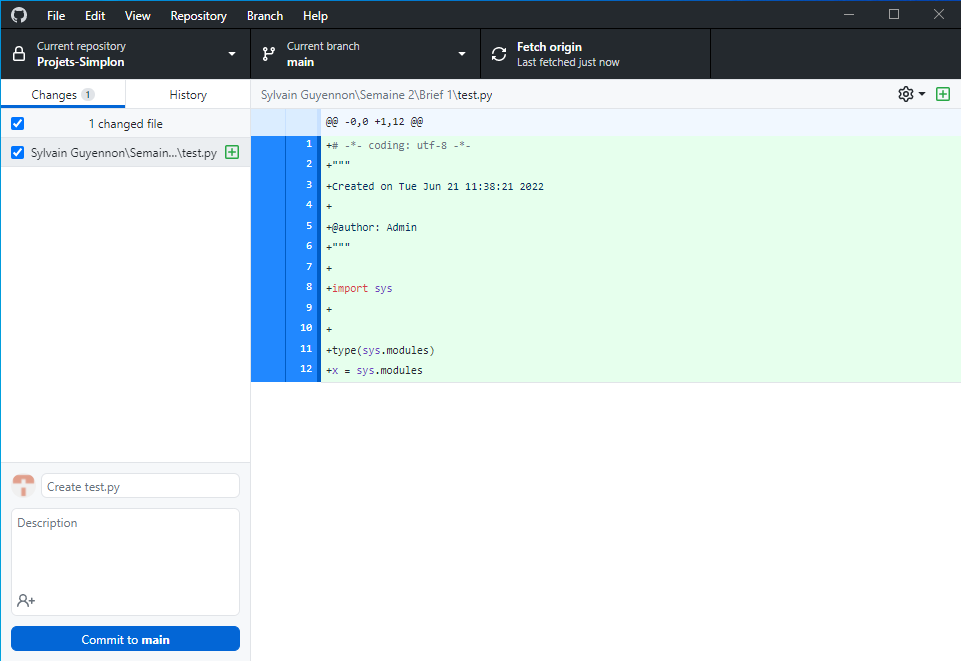 File Edit View Repository Branch Help
Current repository
Projets-Simplon
Current branch
main
Fetch origin
Last fetched just now
Changes 1 History
1 changed file
Sylvain Guyennon\Semain...\test.py
Create test.py
Description
Commit to main
Sylvain Guyennon\Semaine 2\Brief 1\test.py
@@ -0,0 +1,12 @@
1 +# -*- coding: utf-8 -*-
2 +"""
3 +Created on Tue Jun 21 11:38:21 2022
4 +
5 +@author: Admin
6 +"""
7 +
8 +import sys
9 +
10 +
11 +type(sys.modules)
12 +x = sys.modules